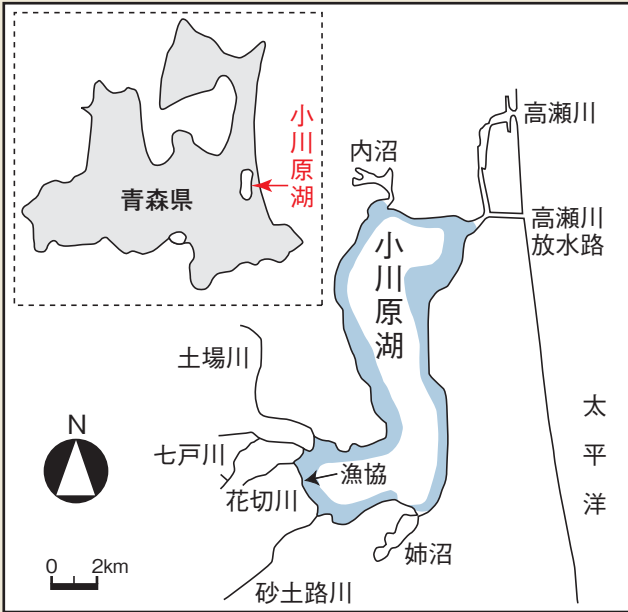 小川原湖
青森県
高瀬川
内沼
高瀬川
放水路
小川原湖
土場川
太平洋
N
七戸川
漁協
花切川
姉沼
0 2km
砂土路川